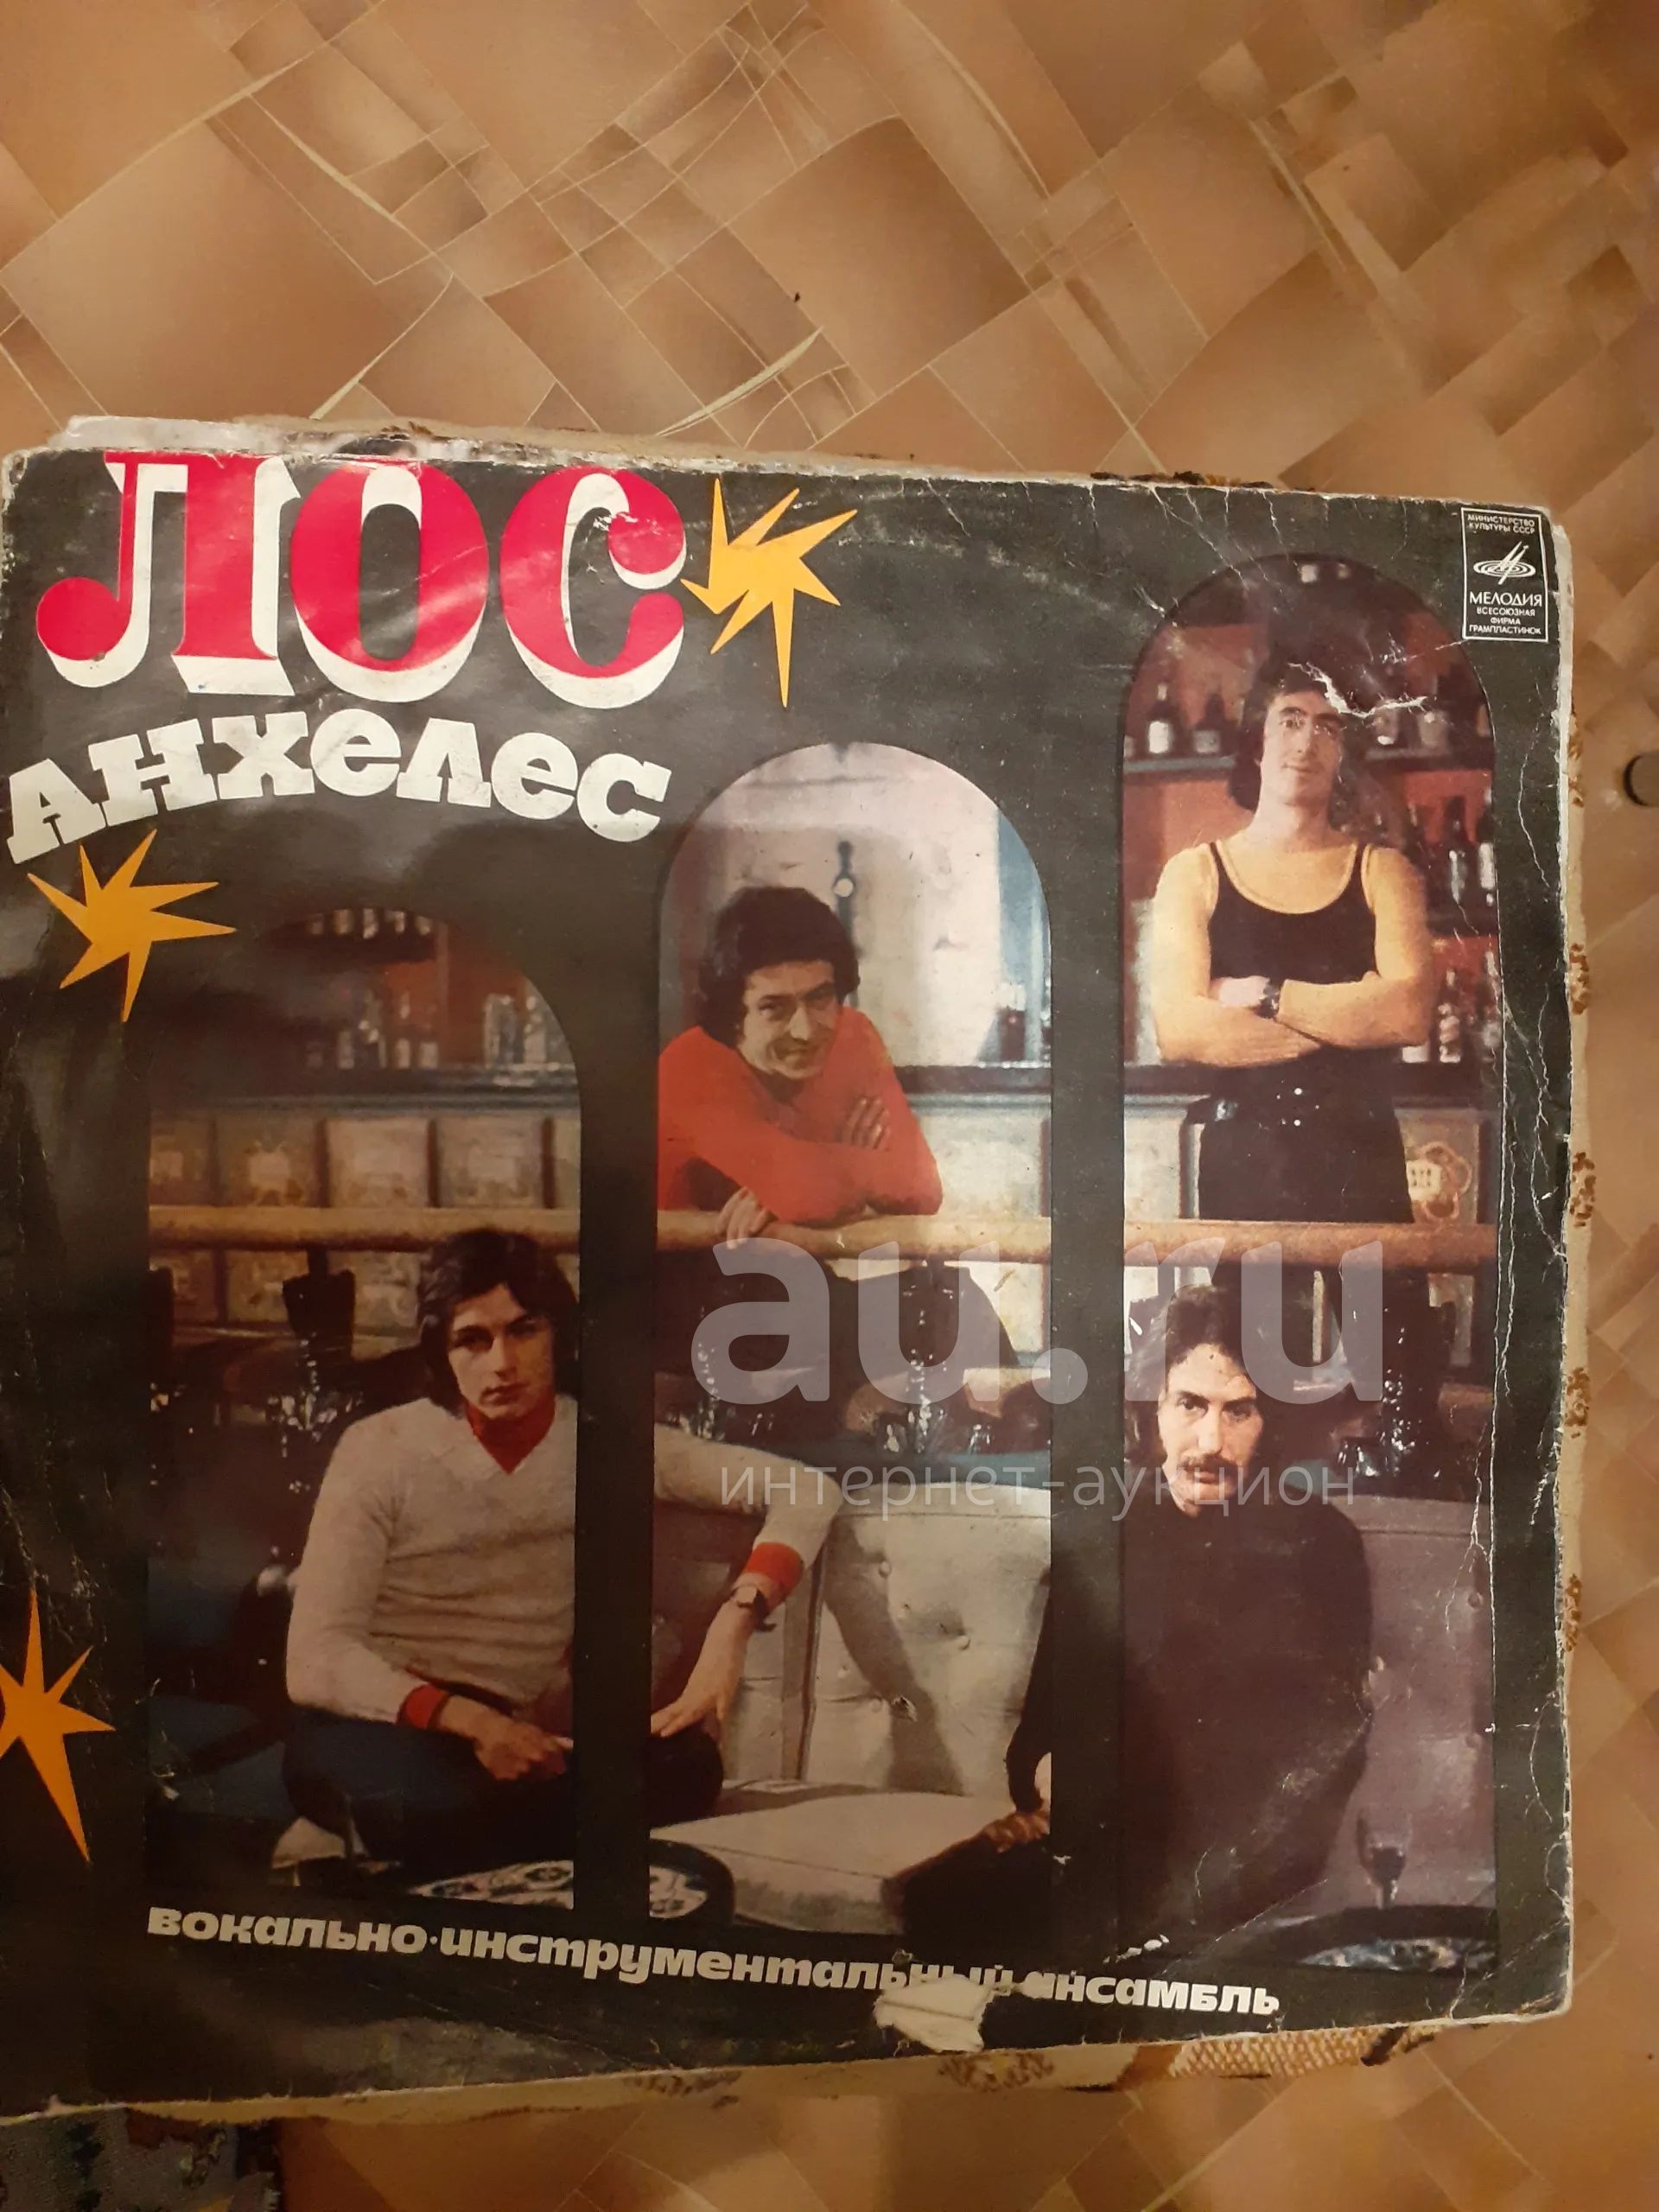 ЛОС
МИНИСТЕРСТВО
КУЛЬТУРЫ СССР
МЕЛОДИЯ
ВСЕСОЮЗНАЯ
ФИРМА
ГРАМПЛАСТИНОК
АНХЕЛЕС
au.ru
интернет-аукцион
вокально-инструментальный ансамбль